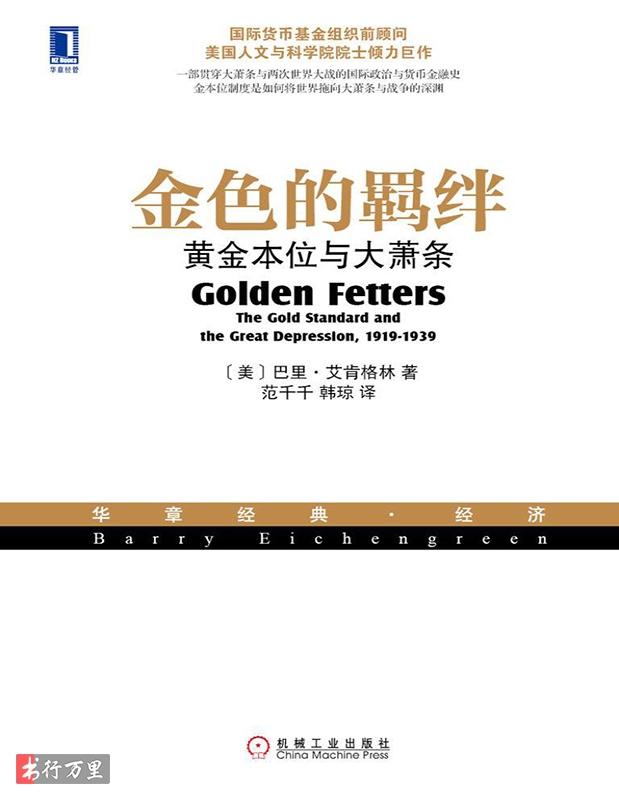 国际货币基金组织前顾问
美国人文与科学院院士倾力巨作
HZ Books
华章经管
一部贯穿大萧条与两次世界大战的国际政治与货币金融史
金本位制度是如何将世界拖向大萧条与战争的深渊
金色的羁绊
黄金本位与大萧条
Golden Fetters
The Gold Standard and
the Great Depression, 1919-1939
〔美〕巴里·艾肯格林 著
范千千 韩琼 译
华章经典·经济
Barry Eichengreen
机械工业出版社
China Machine Press
书行万里